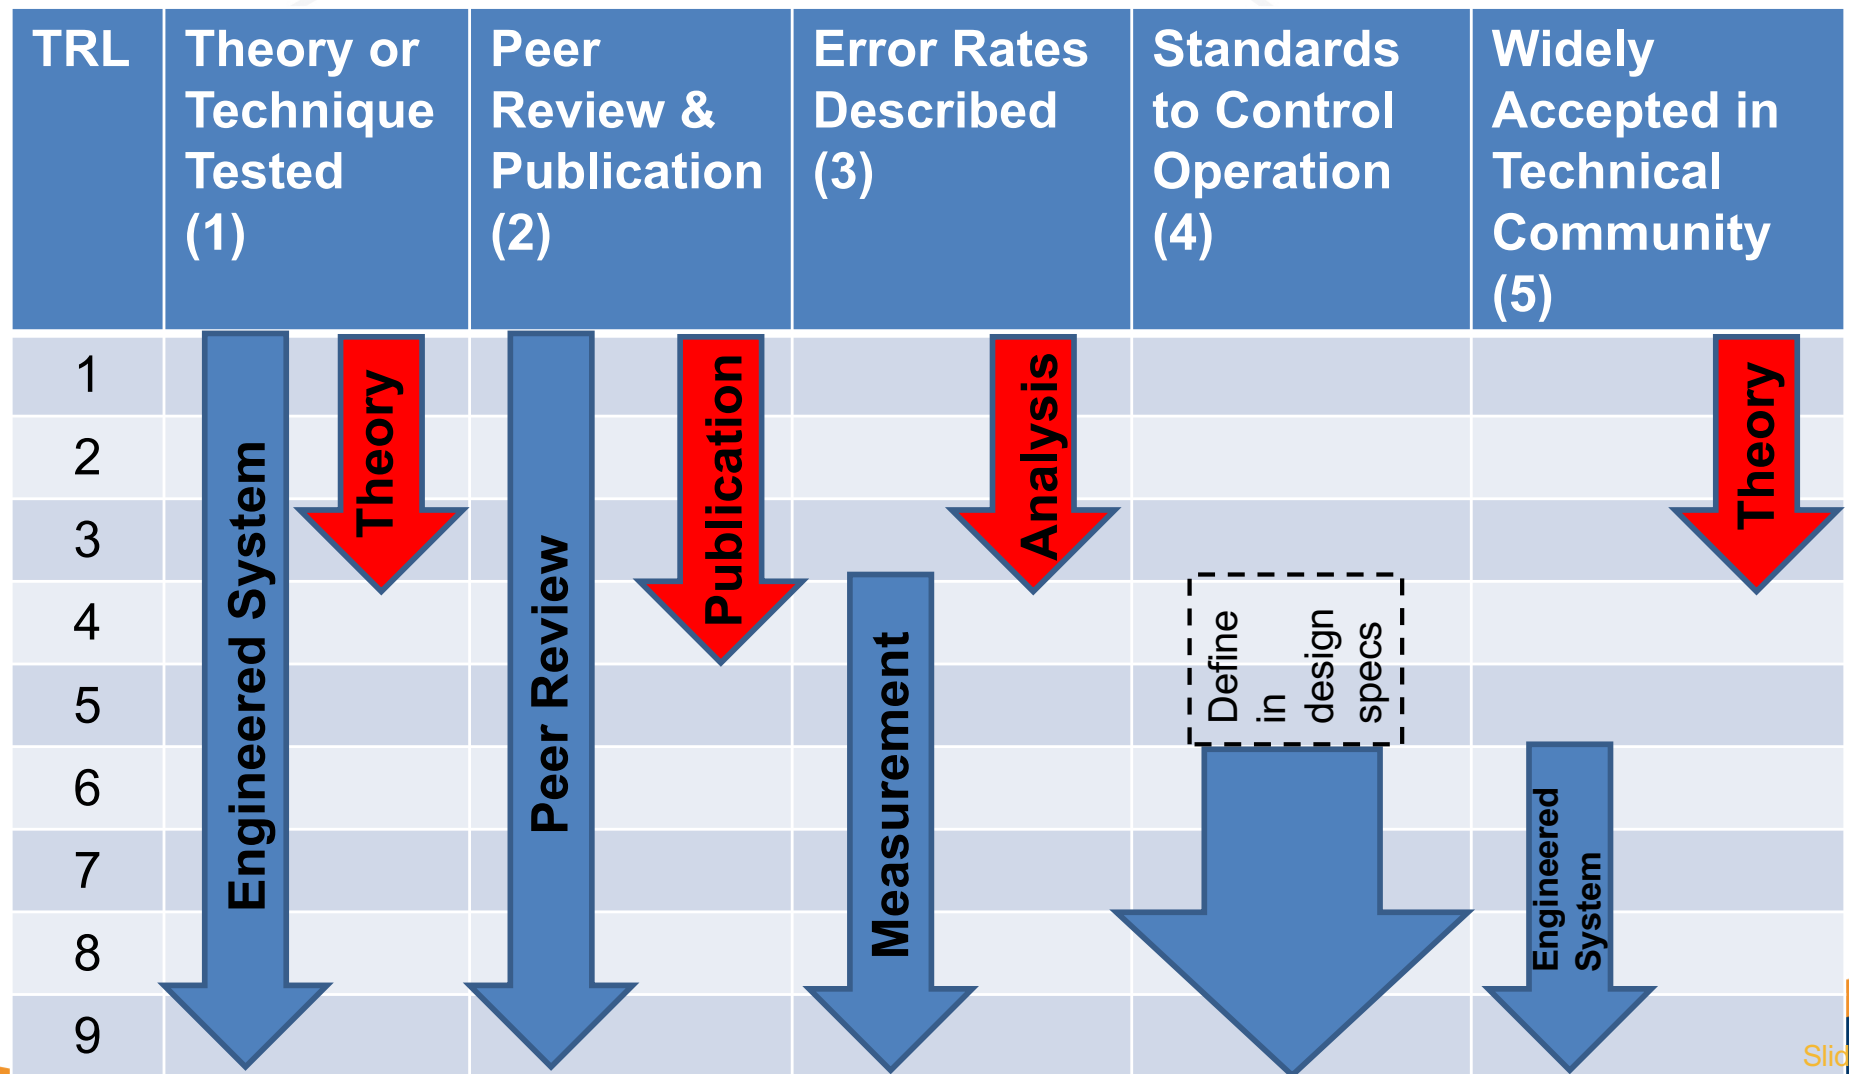 TRL
Theory or
Technique
Tested
(1)
Peer
Review &
Publication
(2)
Error Rates
Described
(3)
Standards
to Control
Operation
(4)
Widely
Accepted in
Technical
Community
(5)
1
2
3
4
5
6
7
8
9
Engineered System
Theory
Peer Review
Publication
Measurement
Analysis
Define
in
design
specs
Engineered
System
Theory
Slid